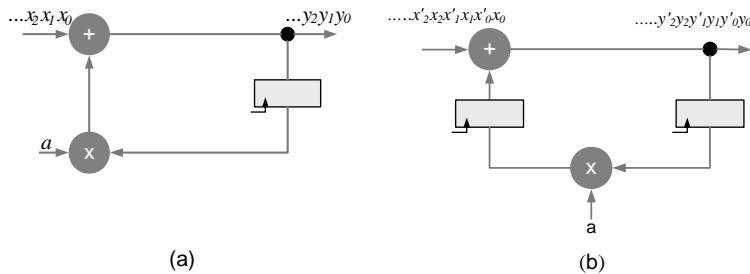 ...x2x1x0
...y2y1y0
+
a
x
(a)
.....x'2x2x'1x1x'0x0
.....y'2y2y'1y1y'0y0
+
x
a
(b)